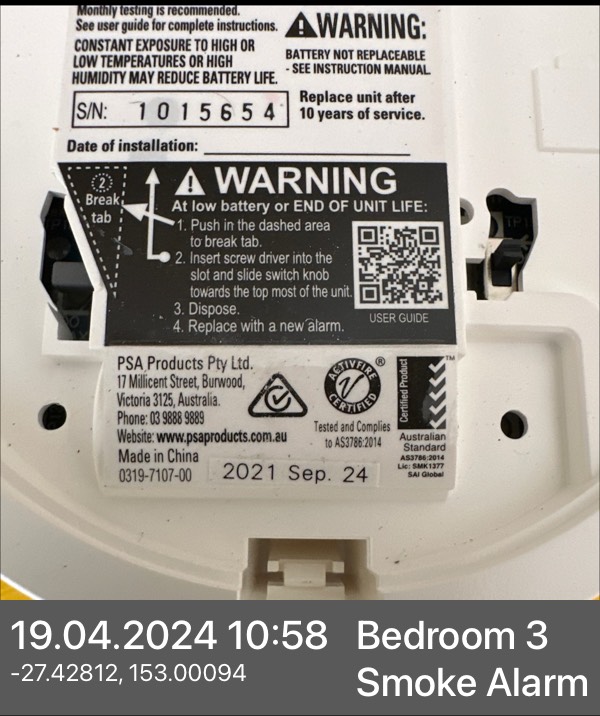 Monthly testing is recommended.
See user guide for complete instructions.
CONSTANT EXPOSURE TO HIGH OR
LOW TEMPERATURES OR HIGH
HUMIDITY MAY REDUCE BATTERY LIFE.
WARNING:
BATTERY NOT REPLACEABLE
- SEE INSTRUCTION MANUAL
S/N: 1015654
Replace unit after
10 years of service.
Date of installation:
2
Break
tab
WARNING
At low battery or END OF UNIT LIFE:
1. Push in the dashed area
to break tab.
2. Insert screw driver into the
slot and slide switch knob
towards the top most of the unit.
3. Dispose.
4. Replace with a new alarm.
USER GUIDE
PSA Products Pty Ltd.
17 Millicent Street, Burwood,
Victoria 3125, Australia.
Phone: 03 9888 9889
Website: www.psaproducts.com.au
Made in China
0319-7107-00
2021 Sep. 24
ACTIVFIRE
CERTIFIED
®
Tested and Complies
to AS3786:2014
Certified Product
TM
Australian
Standard
AS3786:2014
Lic: SMK1377
SAI Global
19.04.2024 10:58
-27.42812, 153.00094
Bedroom 3
Smoke Alarm